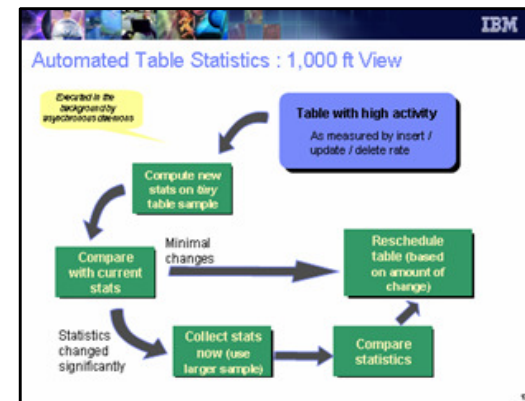 IBM
Automated Table Statistics : 1,000 ft View
Executed in the
background by
asynchronous daemons
Table with high activity
As measured by insert /
update / delete rate
Compute new
stats on tiny
table sample
Compare
with current
stats
Minimal
changes
Reschedule
table (based
on amount of
change)
Statistics
changed
significantly
Collect stats
now (use
larger sample)
Compare
statistics